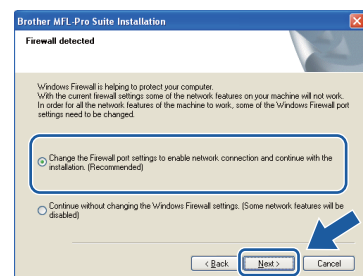 Brother MFL-Pro Suite Installation
Firewall detected
Windows Firewall is helping to protect your computer.
With the current firewall settings some of the network features on your machine will not work.
In order for all the network features of the machine to work, some of the Windows Firewall port
settings need to be changed.
Change the Firewall port settings to enable network connection and continue with the
installation. (Recommended)
Continue without changing the Windows Firewall settings. (Some network features will be
disabled)
< Back
Next >
Cancel